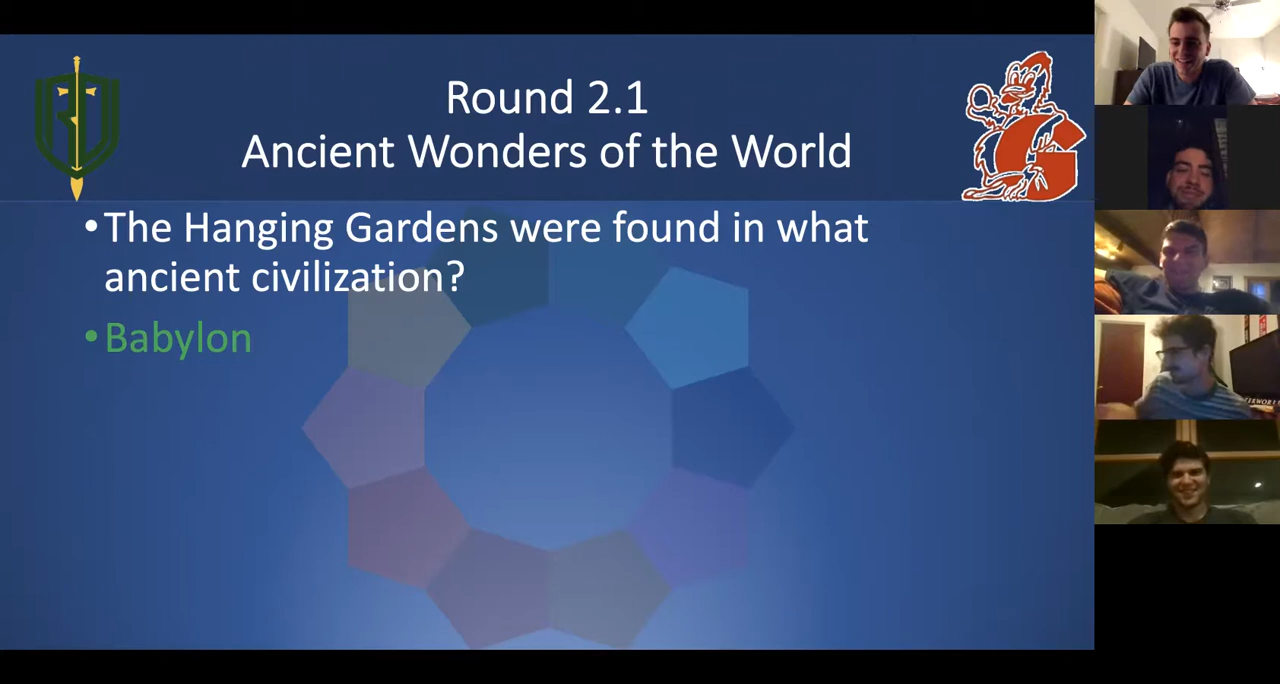 Round 2.1
Ancient Wonders of the World
•The Hanging Gardens were found in what
ancient civilization?
•Babylon